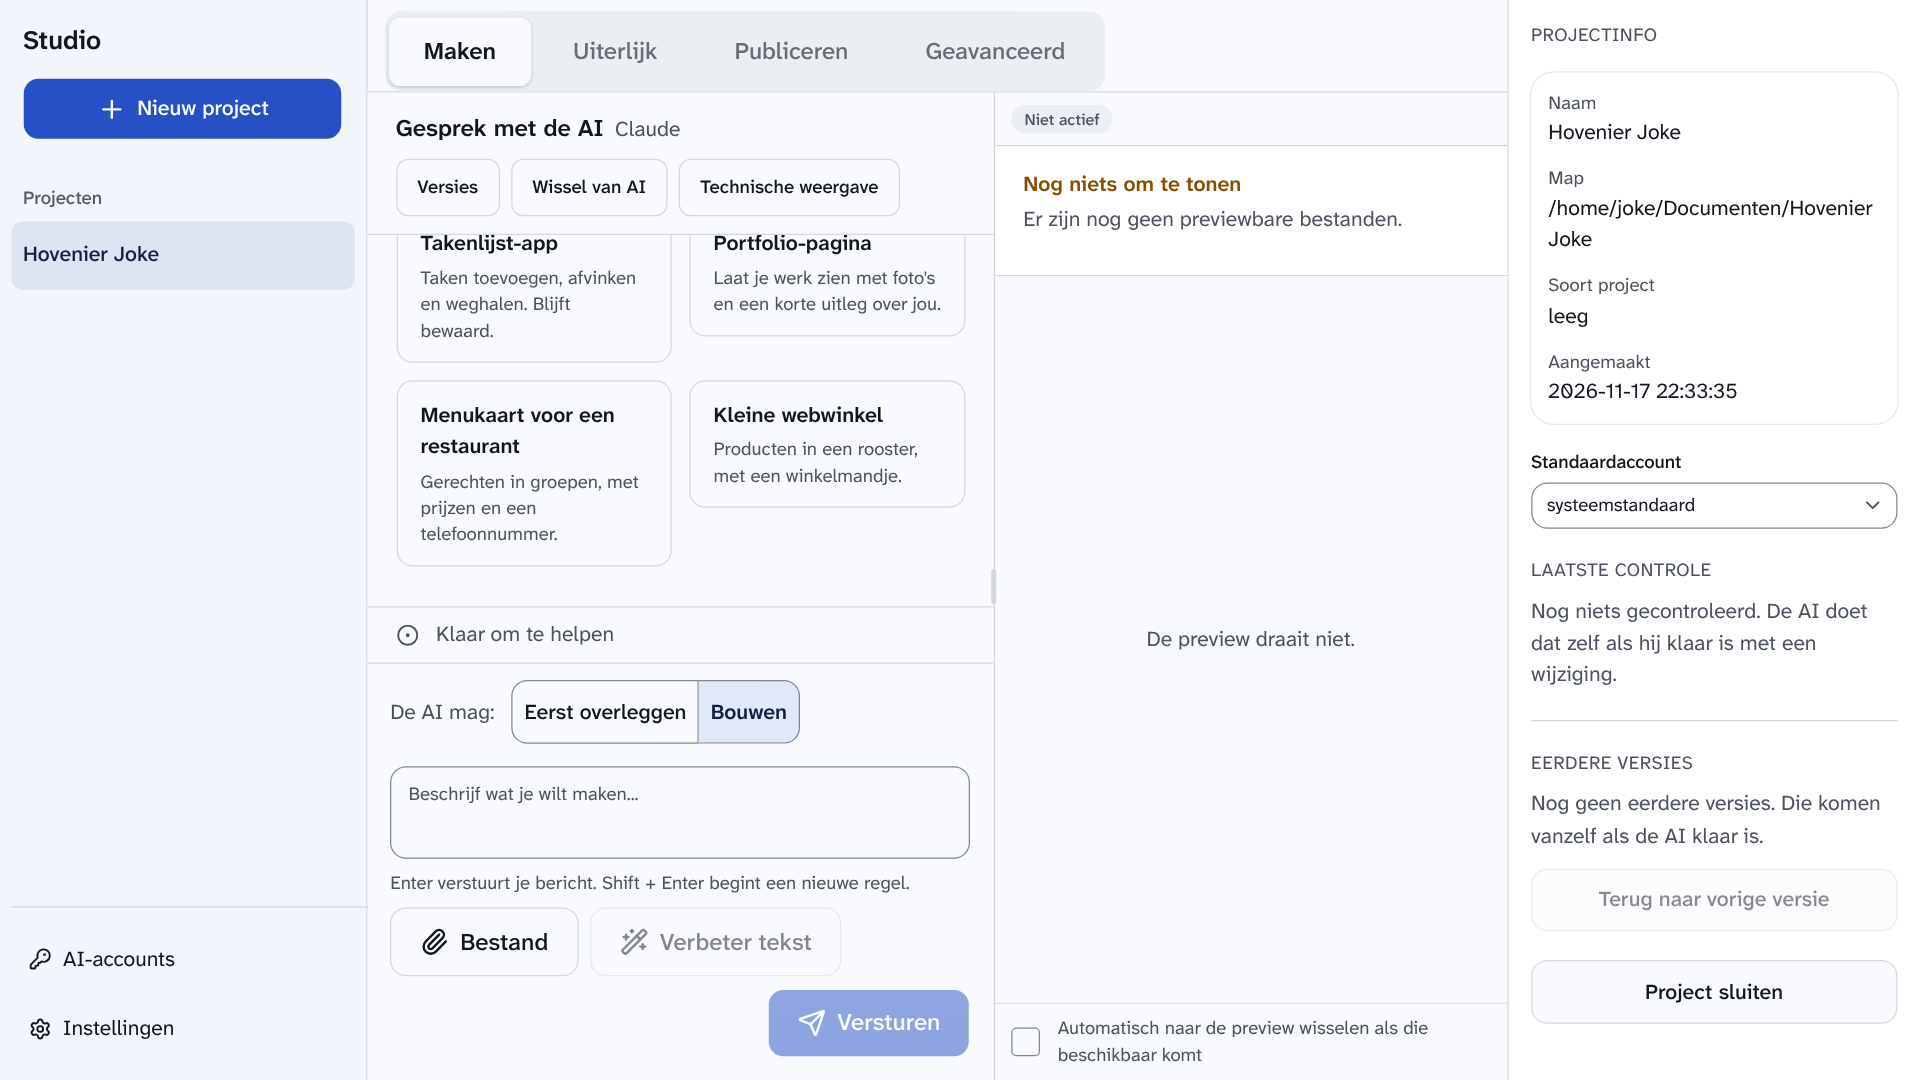 Studio
Nieuw project
Projecten
Hovenier Joke
AI-accounts
Instellingen
Maken
Uiterlijk
Publiceren
Geavanceerd
Gesprek met de AI Claude
Versies
Wissel van AI
Technische weergave
Takenlijst-app
Taken toevoegen, afvinken
en weghalen. Blijft
bewaard.
Portfolio-pagina
Laat je werk zien met foto's
en een korte uitleg over jou.
Menukaart voor een
restaurant
Gerechten in groepen, met
prijzen en een
telefoonnummer.
Kleine webwinkel
Producten in een rooster,
met een winkelmandje.
Klaar om te helpen
De AI mag:
Eerst overleggen
Bouwen
Beschrijf wat je wilt maken...
Enter verstuurt je bericht. Shift + Enter begint een nieuwe regel.
Bestand
Verbeter tekst
Versturen
Niet actief
Nog niets om te tonen
Er zijn nog geen previewbare bestanden.
De preview draait niet.
Automatisch naar de preview wisselen als die
beschikbaar komt
PROJECTINFO
Naam
Hovenier Joke
Map
/home/joke/Documenten/Hovenier
Joke
Soort project
leeg
Aangemaakt
2026-11-17 22:33:35
Standaardaccount
systeemstandaard
LAATSTE CONTROLE
Nog niets gecontroleerd. De AI doet
dat zelf als hij klaar is met een
wijziging.
EERDERE VERSIES
Nog geen eerdere versies. Die komen
vanzelf als de AI klaar is.
Terug naar vorige versie
Project sluiten